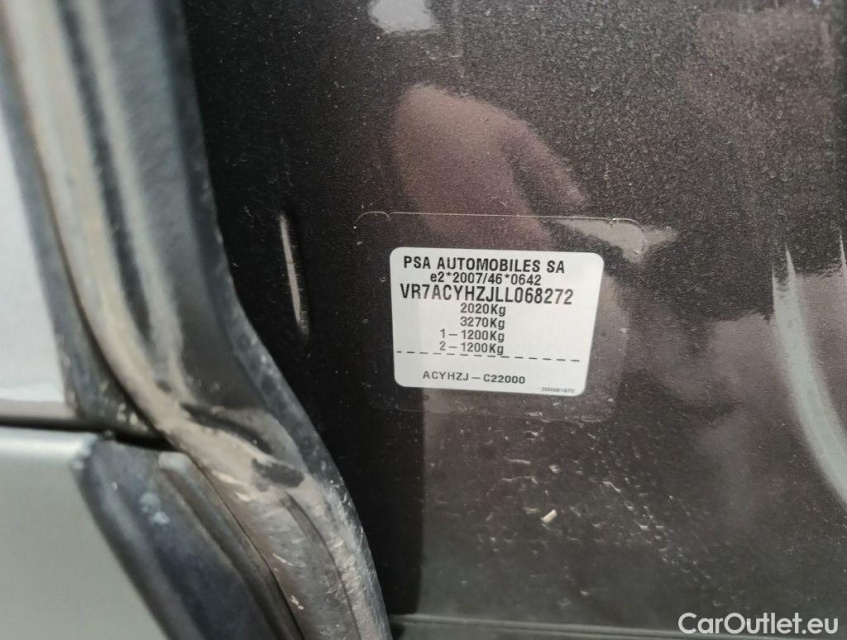 PSA AUTOMOBILES SA
e2*2007/46*0642
VR7ACYHZJLL068272
2020Kg
3270Kg
1-1200Kg
2-1200Kg
ACYHZJ-C22000
CarOutlet.eu